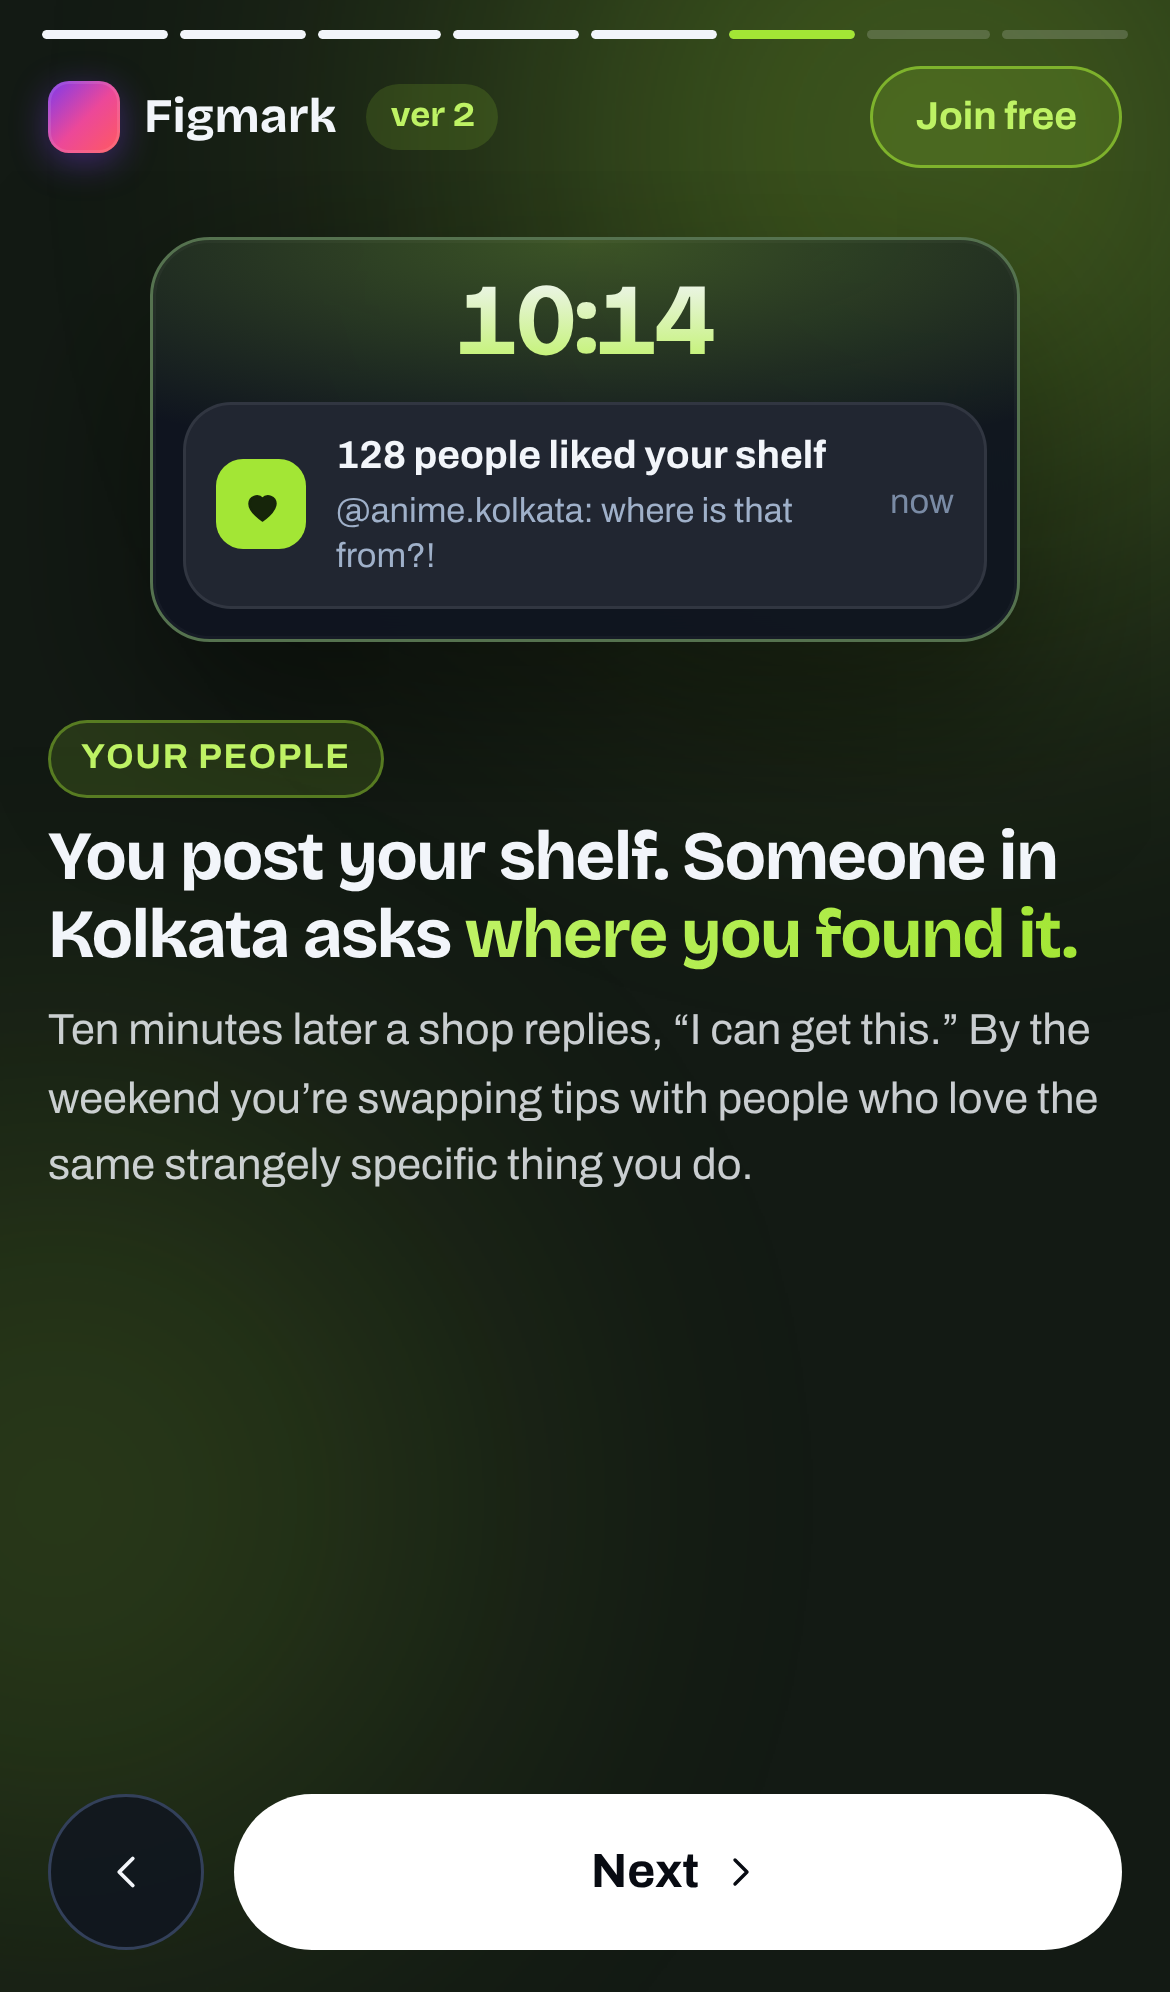 Figmark
ver 2
Join free
10:14
128 people liked your shelf
@anime.kolkata: where is that
from?!
now
YOUR PEOPLE
You post your shelf. Someone in
Kolkata asks where you found it.
Ten minutes later a shop replies, “I can get this.” By the
weekend you’re swapping tips with people who love the
same strangely specific thing you do.
Next